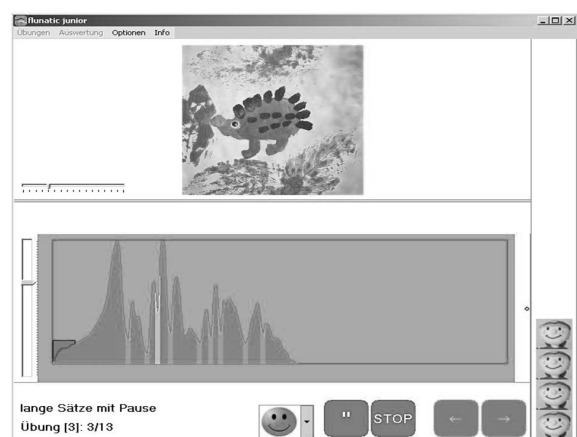 flunatic junior
Übungen Auswertung Optionen Info
lange Sätze mit Pause
Übung [3]: 3/13
" STOP ← →